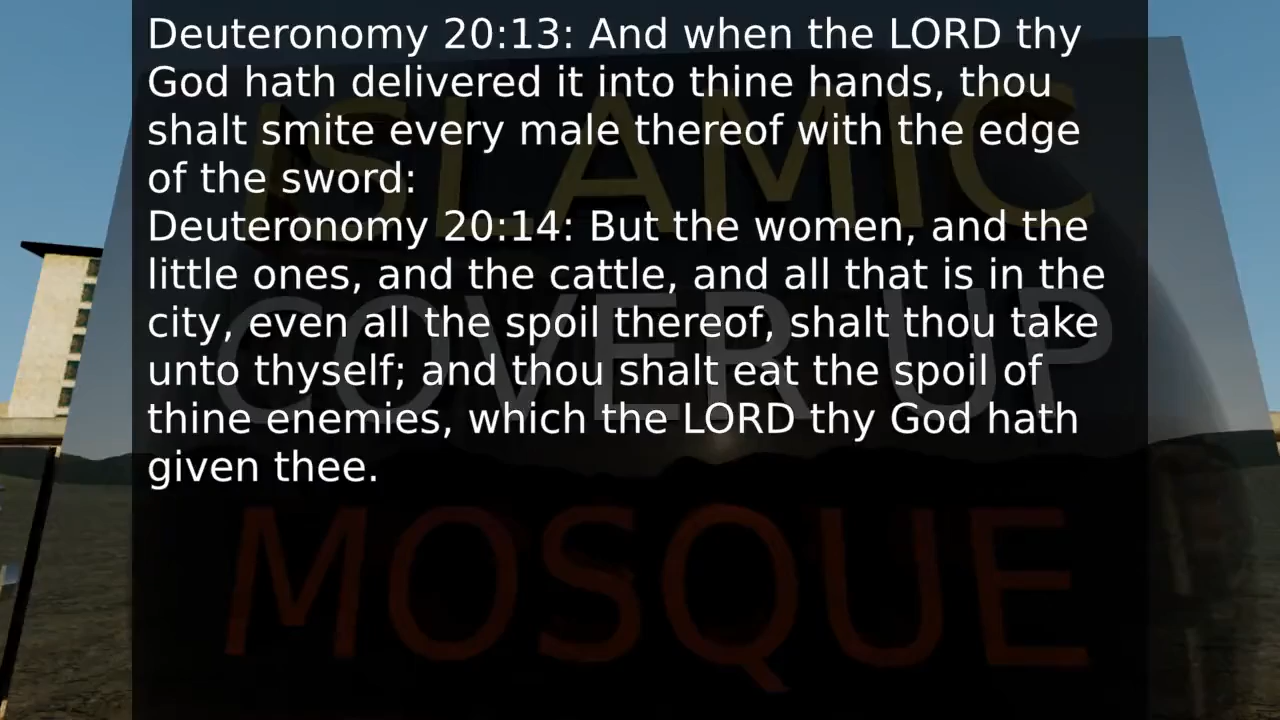 Deuteronomy 20:13: And when the LORD thy
God hath delivered it into thine hands, thou
shalt smite every male thereof with the edge
of the sword:
Deuteronomy 20:14: But the women, and the
little ones, and the cattle, and all that is in the
city, even all the spoil thereof, shalt thou take
unto thyself; and thou shalt eat the spoil of
thine enemies, which the LORD thy God hath
given thee.
ISLAMIC
COVER UP
MOSQUE